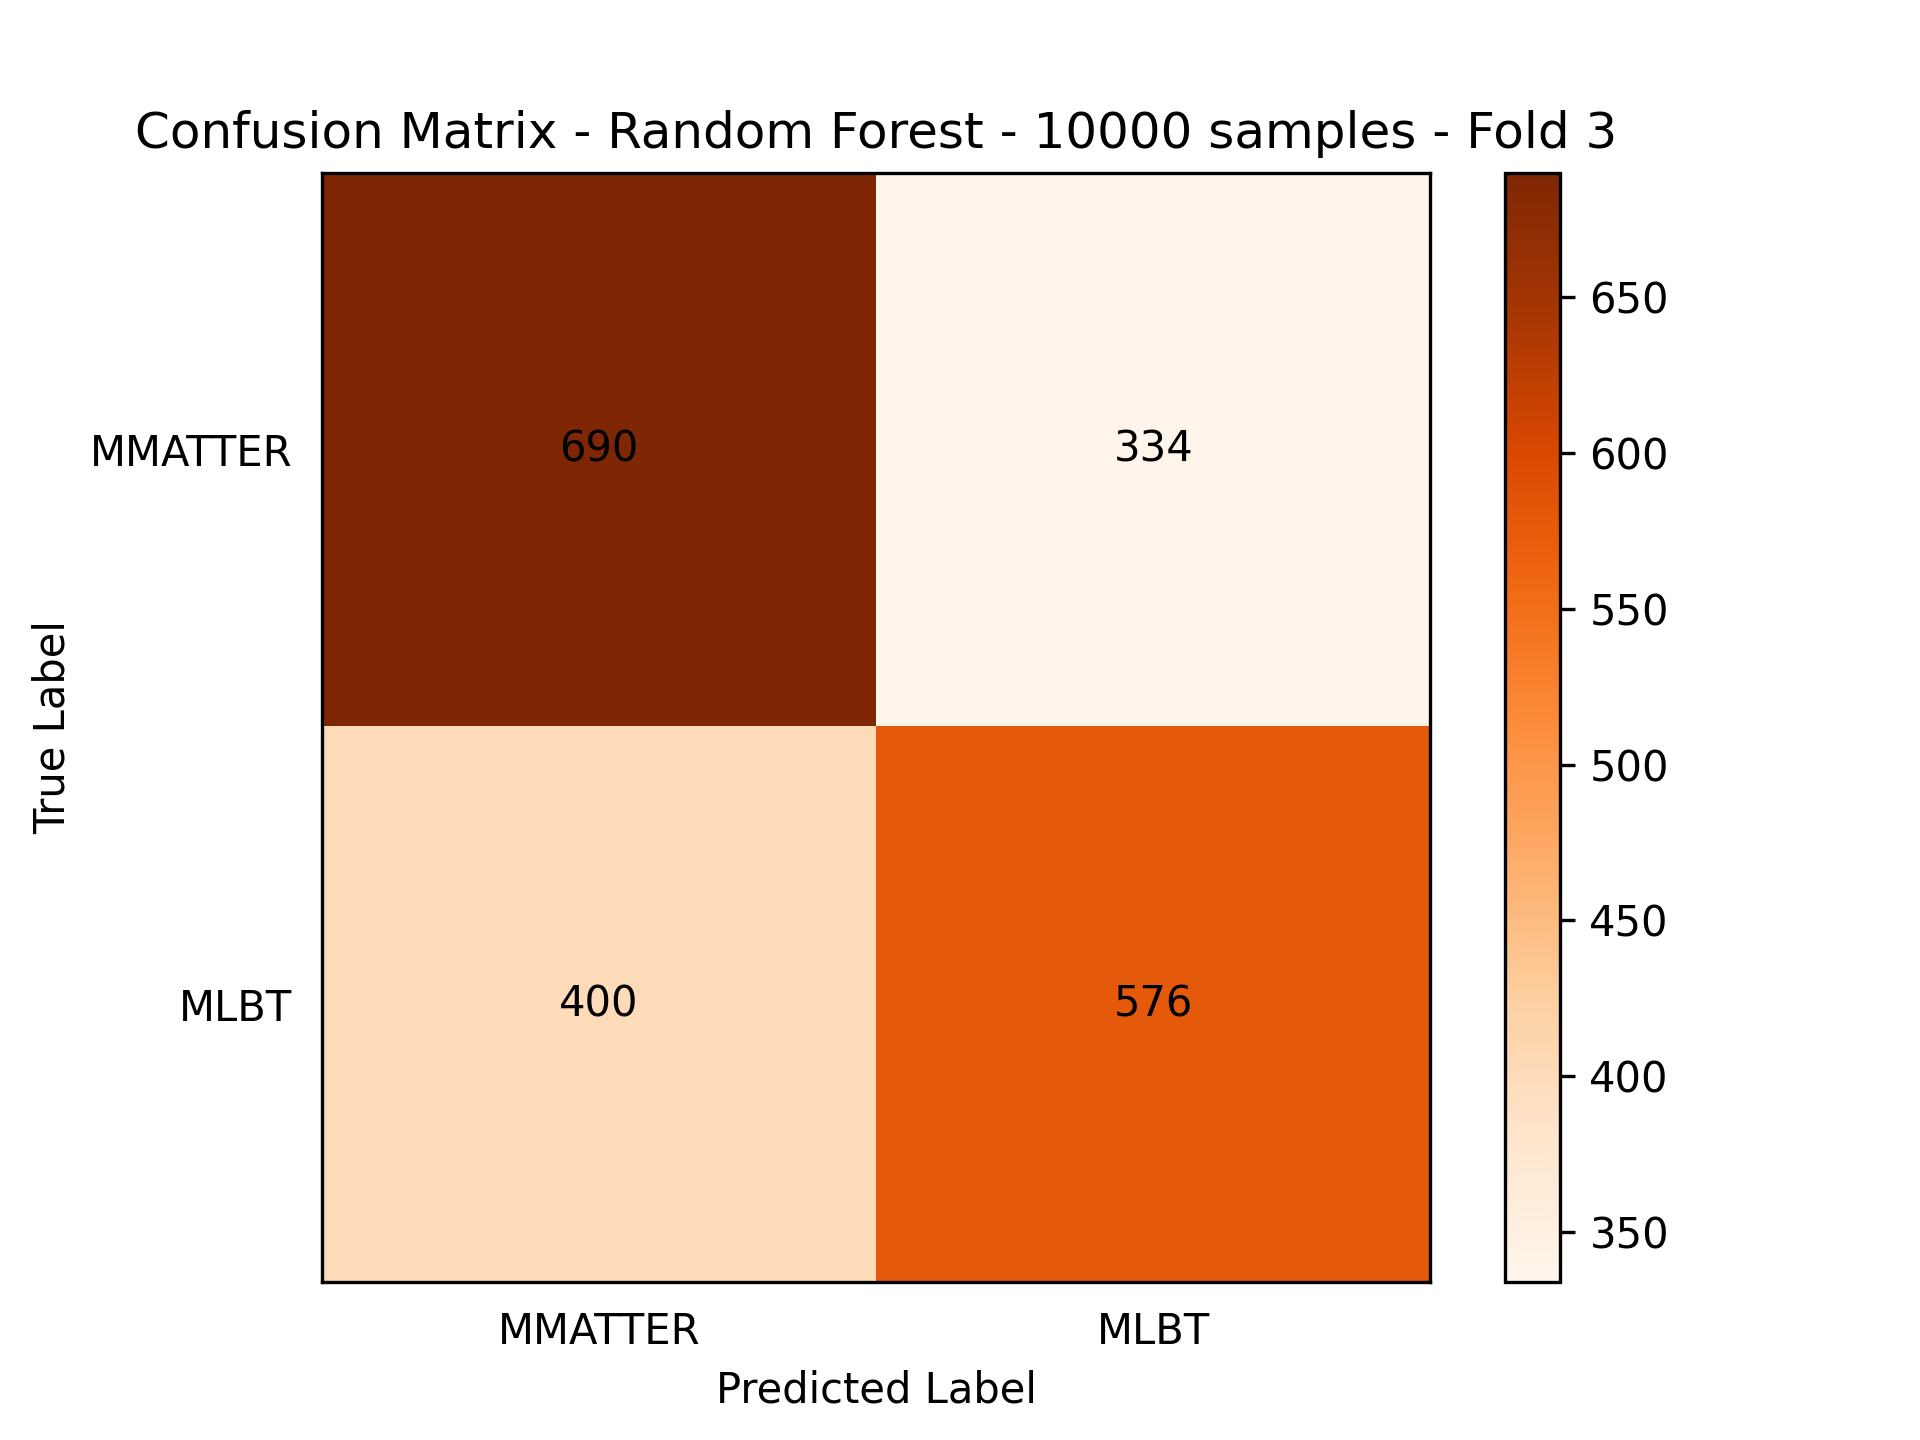 Confusion Matrix - Random Forest - 10000 samples - Fold 3
MMATTER
690
334
MLBT
400
576
True Label
MMATTER
MLBT
Predicted Label
650
600
550
500
450
400
350